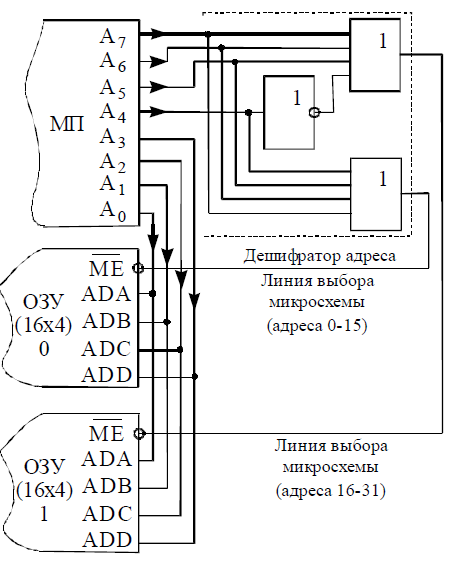 МП
A7
A6
A5
A4
A3
A2
A1
A0
1
1
1
Дешифратор адреса
Линия выбора
микросхемы
(адреса 0-15)
ОЗУ
(16x4)
0
ME
ADA
ADB
ADC
ADD
Линия выбора
микросхемы
(адреса 16-31)
ОЗУ
(16x4)
1
ME
ADA
ADB
ADC
ADD